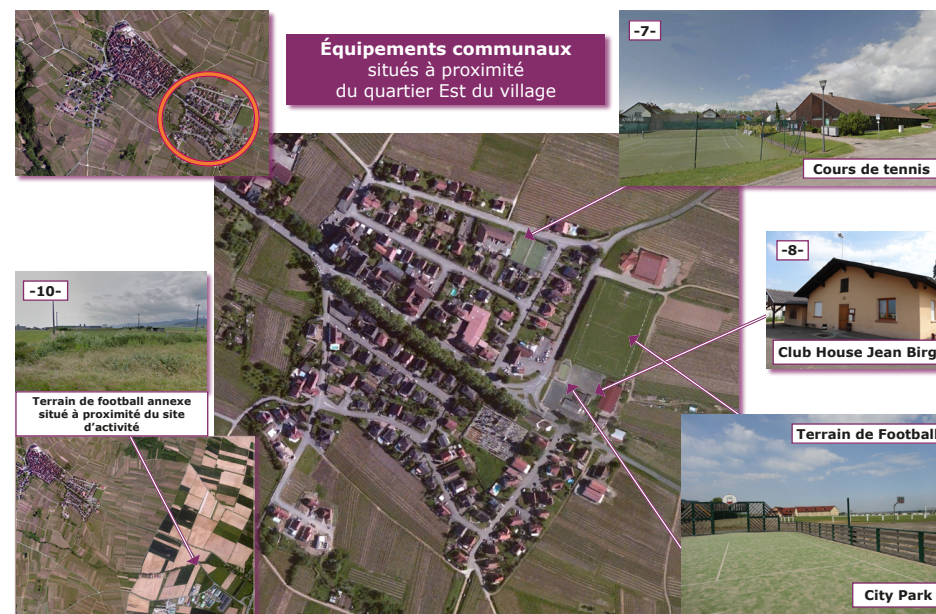 Équipements communaux
situés à proximité
du quartier Est du village
-7-
Cours de tennis
-8-
Club House Jean Birg
-10-
Terrain de football annexe
situé à proximité du site
d'activité
Terrain de Football
City Park